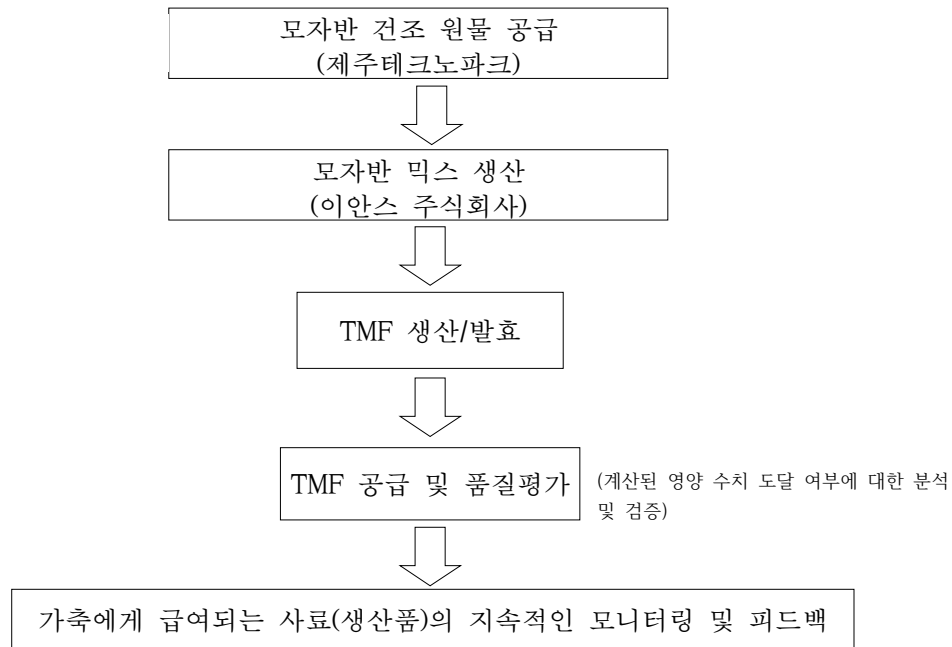 모자반 건조 원물 공급
(제주테크노파크)
모자반 믹스 생산
(이안스 주식회사)
TMF 생산/발효
TMF 공급 및 품질평가
(계산된 영양 수치 도달 여부에 대한 분석
및 검증)
가축에게 급여되는 사료(생산품)의 지속적인 모니터링 및 피드백